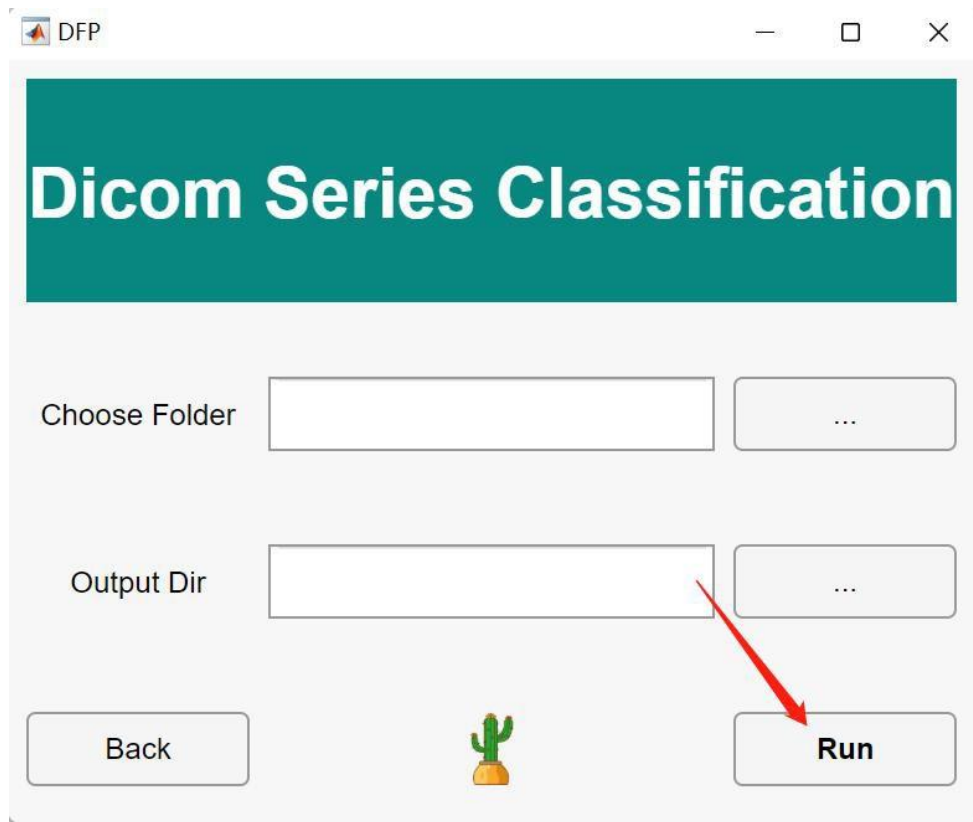 DFP
Dicom Series Classification
Choose Folder
...
Output Dir
...
Back
Run